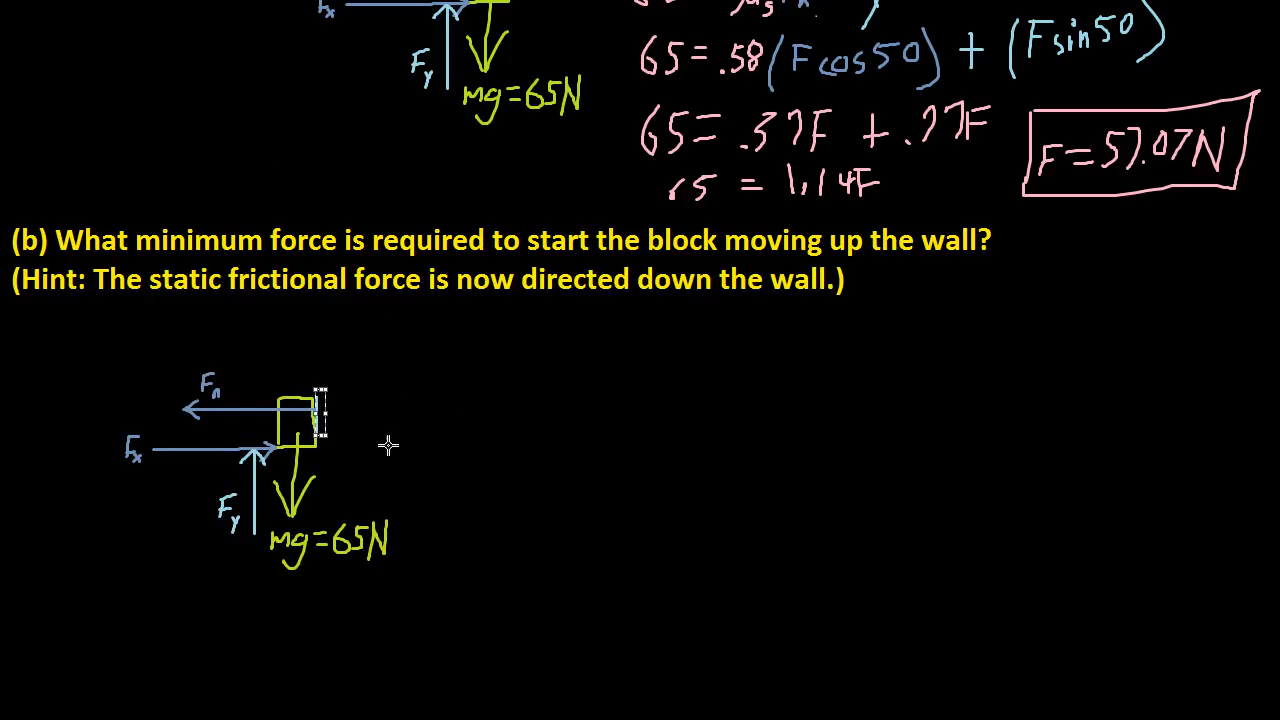 Fx
Fy
mg=65N
65=.58(Fcos50)+(Fsin50)
65=.37F+.77F
65=1.14F
F=57.07N
(b) What minimum force is required to start the block moving up the wall?
(Hint: The static frictional force is now directed down the wall.)
Fn
Fx
Fy
mg=65N